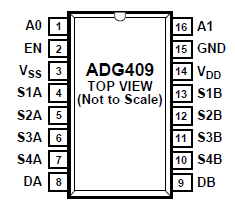 A0 1 16 A1
EN 2 15 GND
VSS 3 ADG409 14 VDD
TOP VIEW
S1A 4 (Not to Scale) 13 S1B
S2A 5 12 S2B
S3A 6 11 S3B
S4A 7 10 S4B
DA 8 9 DB